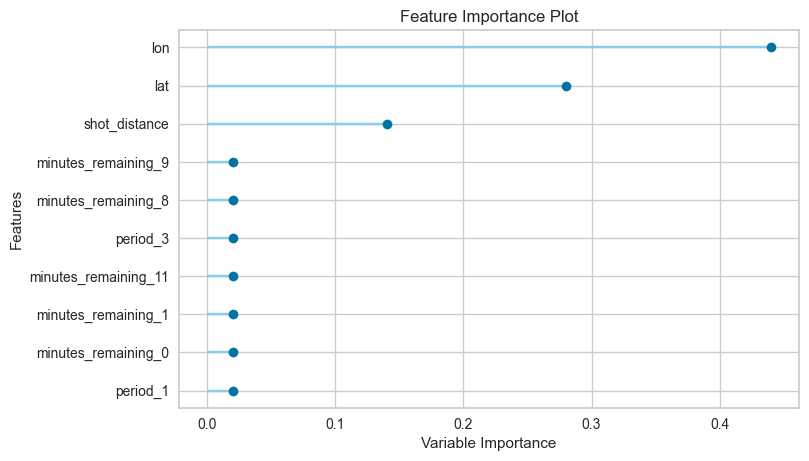 Feature Importance Plot
lon
lat
shot_distance
minutes_remaining_9
minutes_remaining_8
period_3
minutes_remaining_11
minutes_remaining_1
minutes_remaining_0
period_1
Features
0.0 0.1 0.2 0.3 0.4
Variable Importance